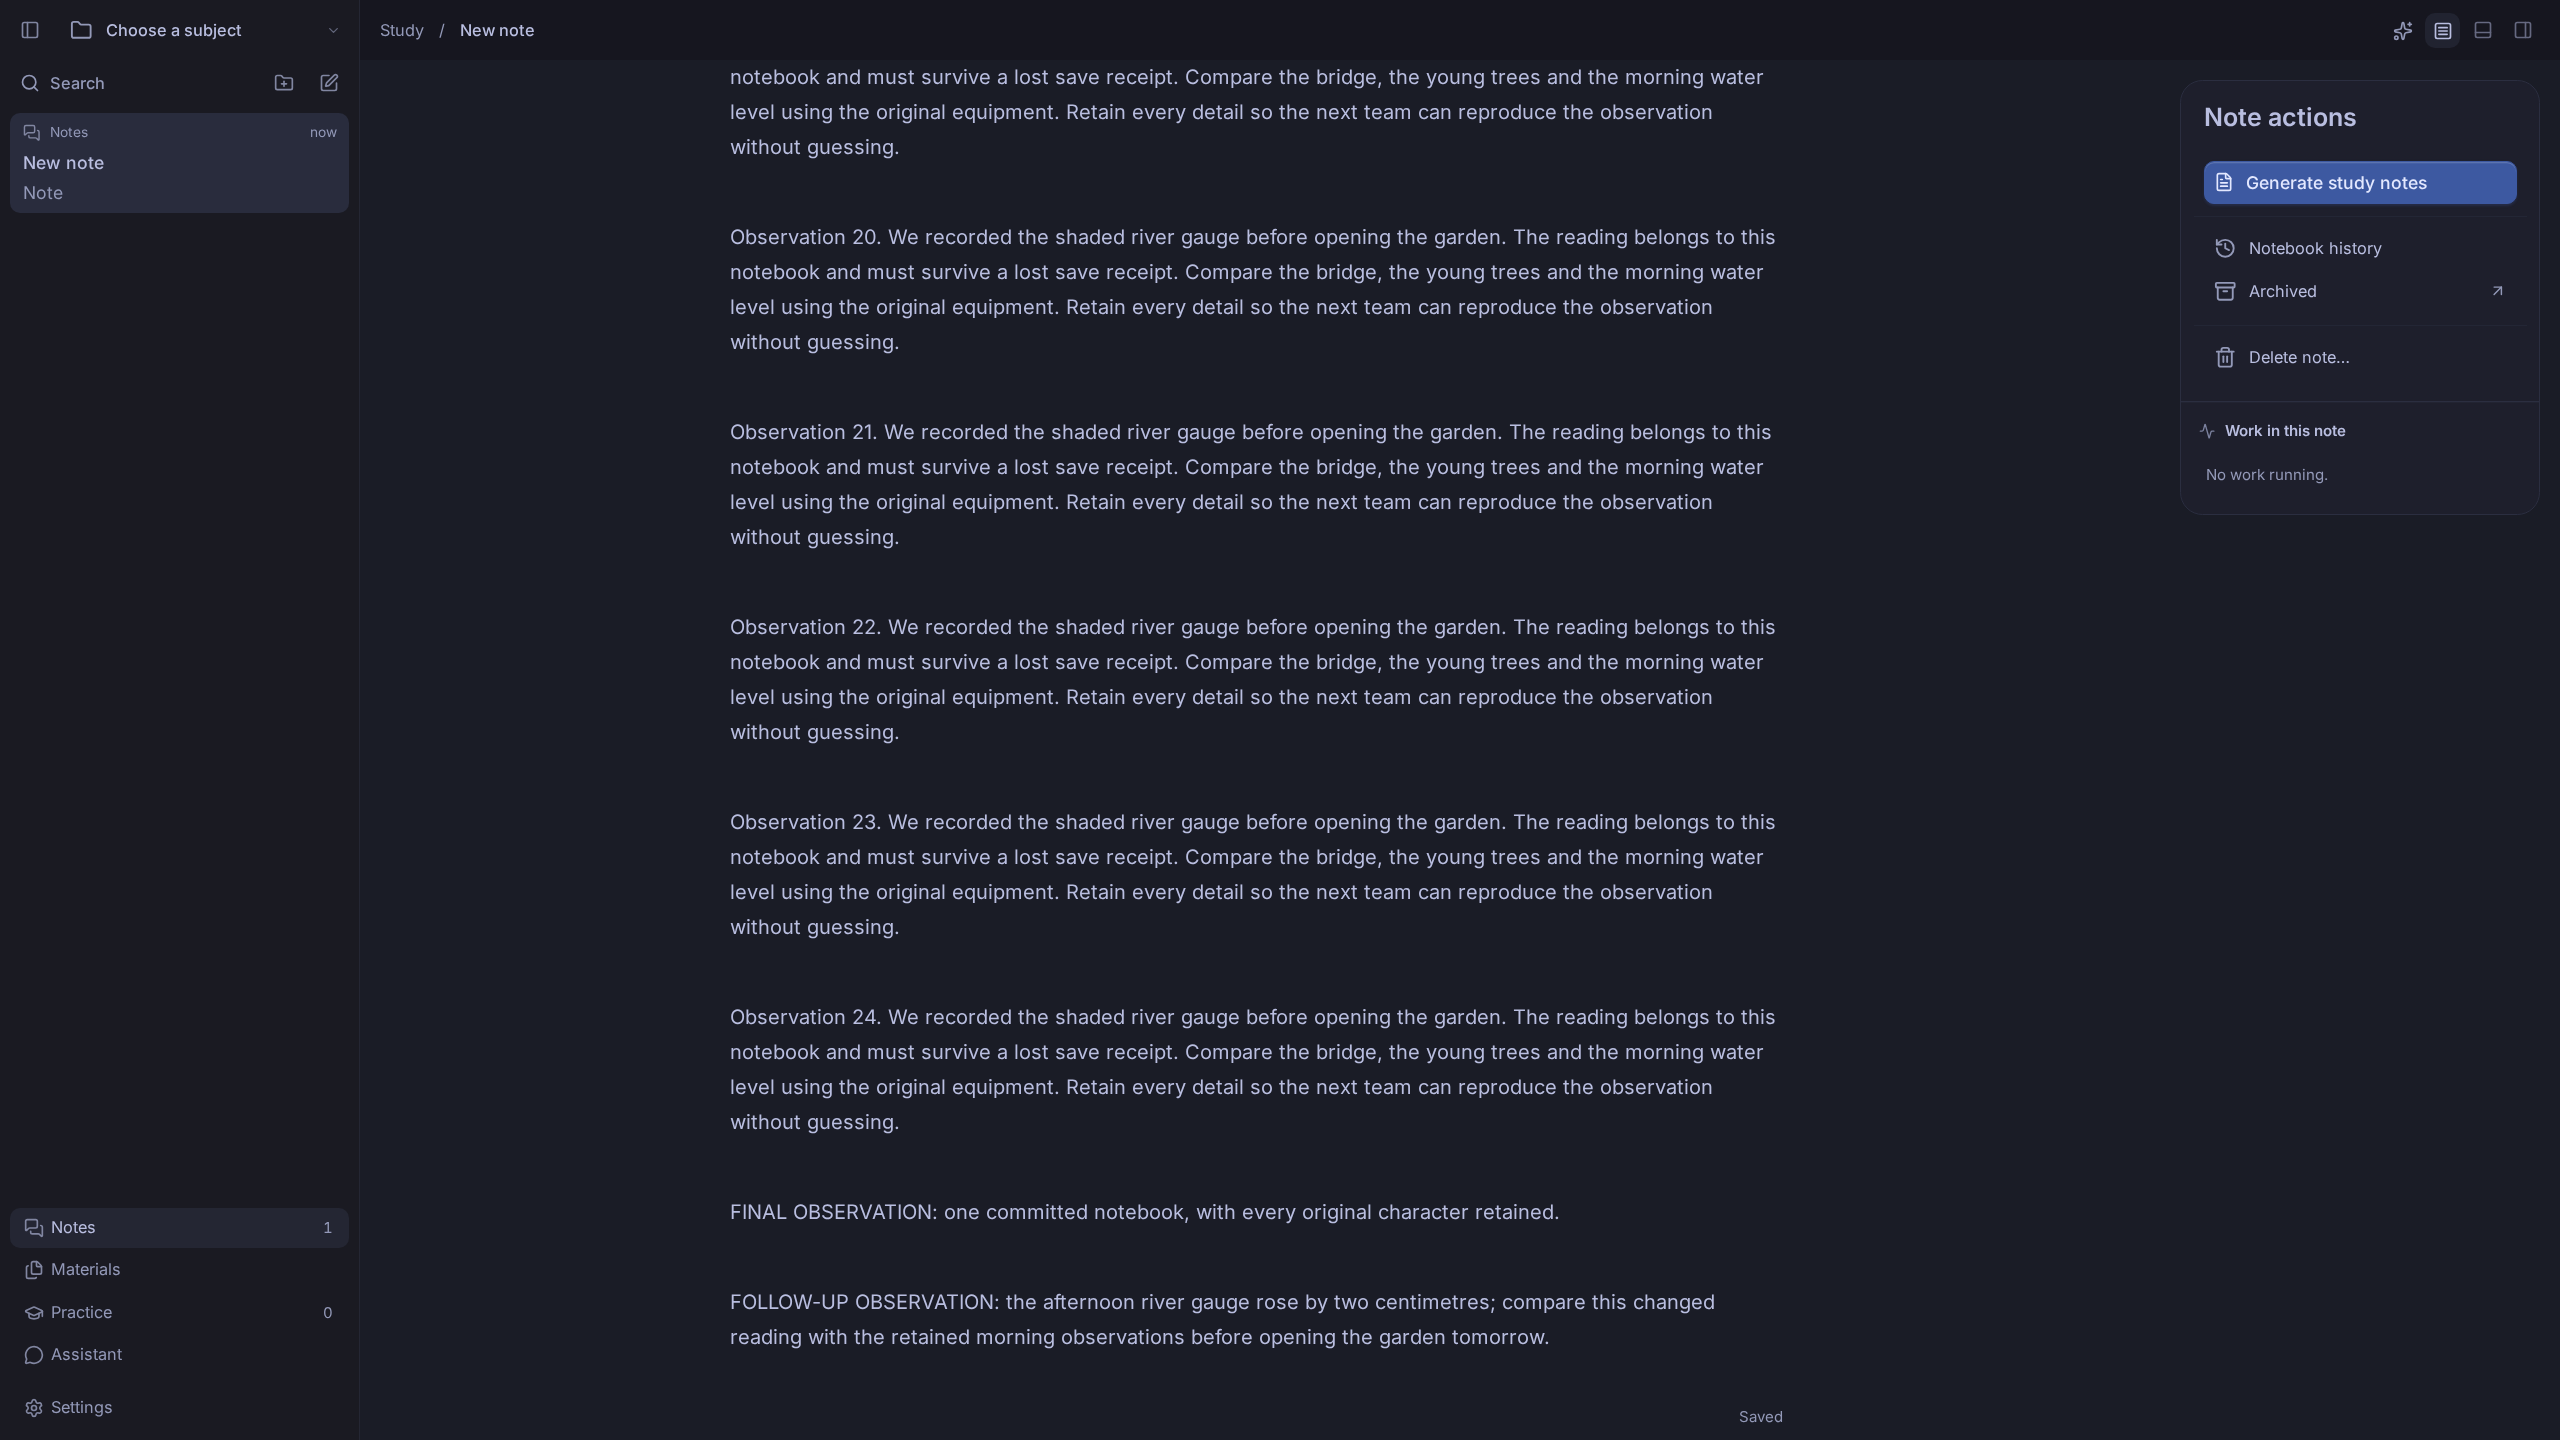 Choose a subject
Search
Notes now
New note
Note
Notes 1
Materials
Practice 0
Assistant
Settings
Study / New note
notebook and must survive a lost save receipt. Compare the bridge, the young trees and the morning water
level using the original equipment. Retain every detail so the next team can reproduce the observation
without guessing.
Observation 20. We recorded the shaded river gauge before opening the garden. The reading belongs to this
notebook and must survive a lost save receipt. Compare the bridge, the young trees and the morning water
level using the original equipment. Retain every detail so the next team can reproduce the observation
without guessing.
Observation 21. We recorded the shaded river gauge before opening the garden. The reading belongs to this
notebook and must survive a lost save receipt. Compare the bridge, the young trees and the morning water
level using the original equipment. Retain every detail so the next team can reproduce the observation
without guessing.
Observation 22. We recorded the shaded river gauge before opening the garden. The reading belongs to this
notebook and must survive a lost save receipt. Compare the bridge, the young trees and the morning water
level using the original equipment. Retain every detail so the next team can reproduce the observation
without guessing.
Observation 23. We recorded the shaded river gauge before opening the garden. The reading belongs to this
notebook and must survive a lost save receipt. Compare the bridge, the young trees and the morning water
level using the original equipment. Retain every detail so the next team can reproduce the observation
without guessing.
Observation 24. We recorded the shaded river gauge before opening the garden. The reading belongs to this
notebook and must survive a lost save receipt. Compare the bridge, the young trees and the morning water
level using the original equipment. Retain every detail so the next team can reproduce the observation
without guessing.
FINAL OBSERVATION: one committed notebook, with every original character retained.
FOLLOW-UP OBSERVATION: the afternoon river gauge rose by two centimetres; compare this changed
reading with the retained morning observations before opening the garden tomorrow.
Saved
Note actions
Generate study notes
Notebook history
Archived
Delete note...
Work in this note
No work running.